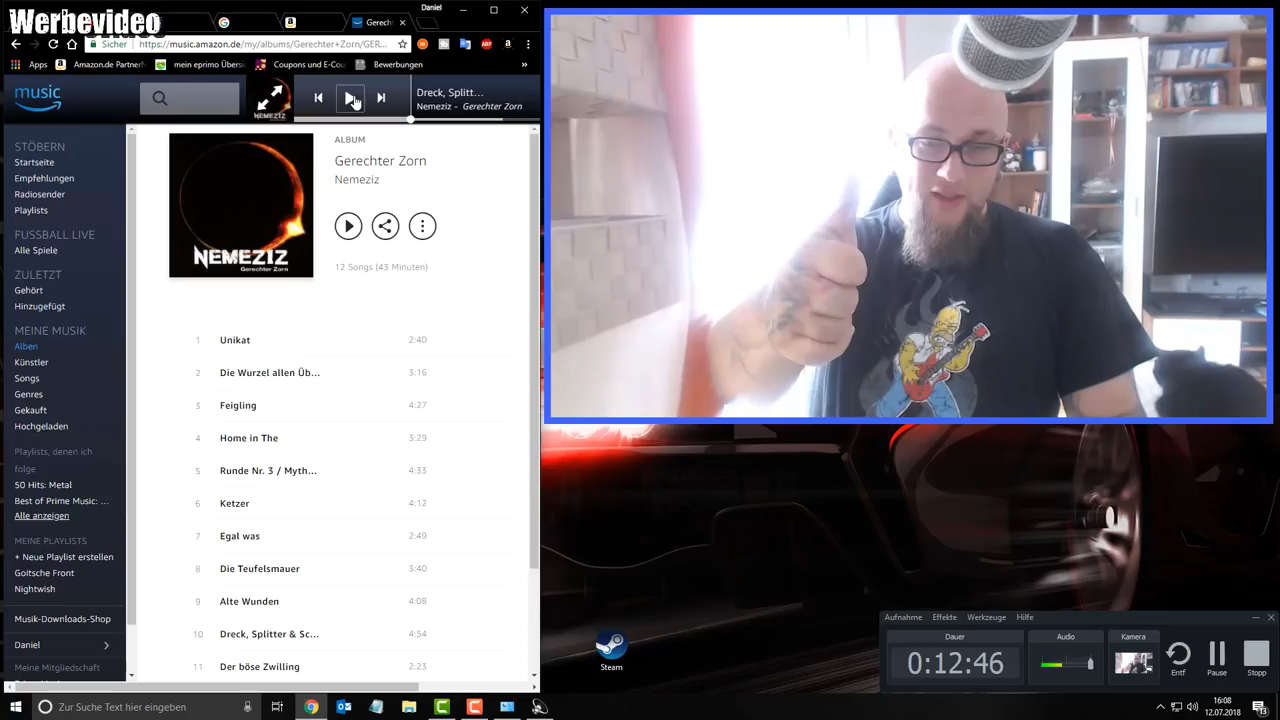 Werbevideo
Daniel
Gerecht
Sicher
https://music.amazon.de/my/albums/Gerechter+Zorn/GER...
Apps
Amazon.de Partner
mein eprimo Übersi
Coupons und E-Cou
Bewerbungen
»
music
Dreck, Splitt...
Nemeziz - Gerechter Zorn
NEMEZIZ
STÖBERN
Startseite
Empfehlungen
Radiosender
Playlists
FUSSBALL LIVE
Alle Spiele
ZULETZT
Gehört
Hinzugefügt
MEINE MUSIK
Alben
Künstler
Songs
Genres
Gekauft
Hochgeladen
Playlists, denen ich
folge
50 Hits: Metal
Best of Prime Music: ...
Alle anzeigen
MEINE PLAYLISTS
+ Neue Playlist erstellen
Goitsche Front
Nightwish
Musik-Downloads-Shop
Daniel
Meine Mitgliedschaft
NEMEZIZ
Gerechter Zorn
ALBUM
Gerechter Zorn
Nemeziz
12 Songs (43 Minuten)
1 Unikat 2:40
2 Die Wurzel allen Üb... 3:16
3 Feigling 4:27
4 Home in The 3:29
5 Runde Nr. 3 / Myth... 4:33
6 Ketzer 4:12
7 Egal was 2:49
8 Die Teufelsmauer 3:40
9 Alte Wunden 4:08
10 Dreck, Splitter & Sc... 4:54
11 Der böse Zwilling 2:23
Steam
Aufnahme Effekte Werkzeuge Hilfe
Dauer
0:12:46
Audio
Kamera
Entf
Pause
Stopp
Zur Suche Text hier eingeben
16:08
12.07.2018
13